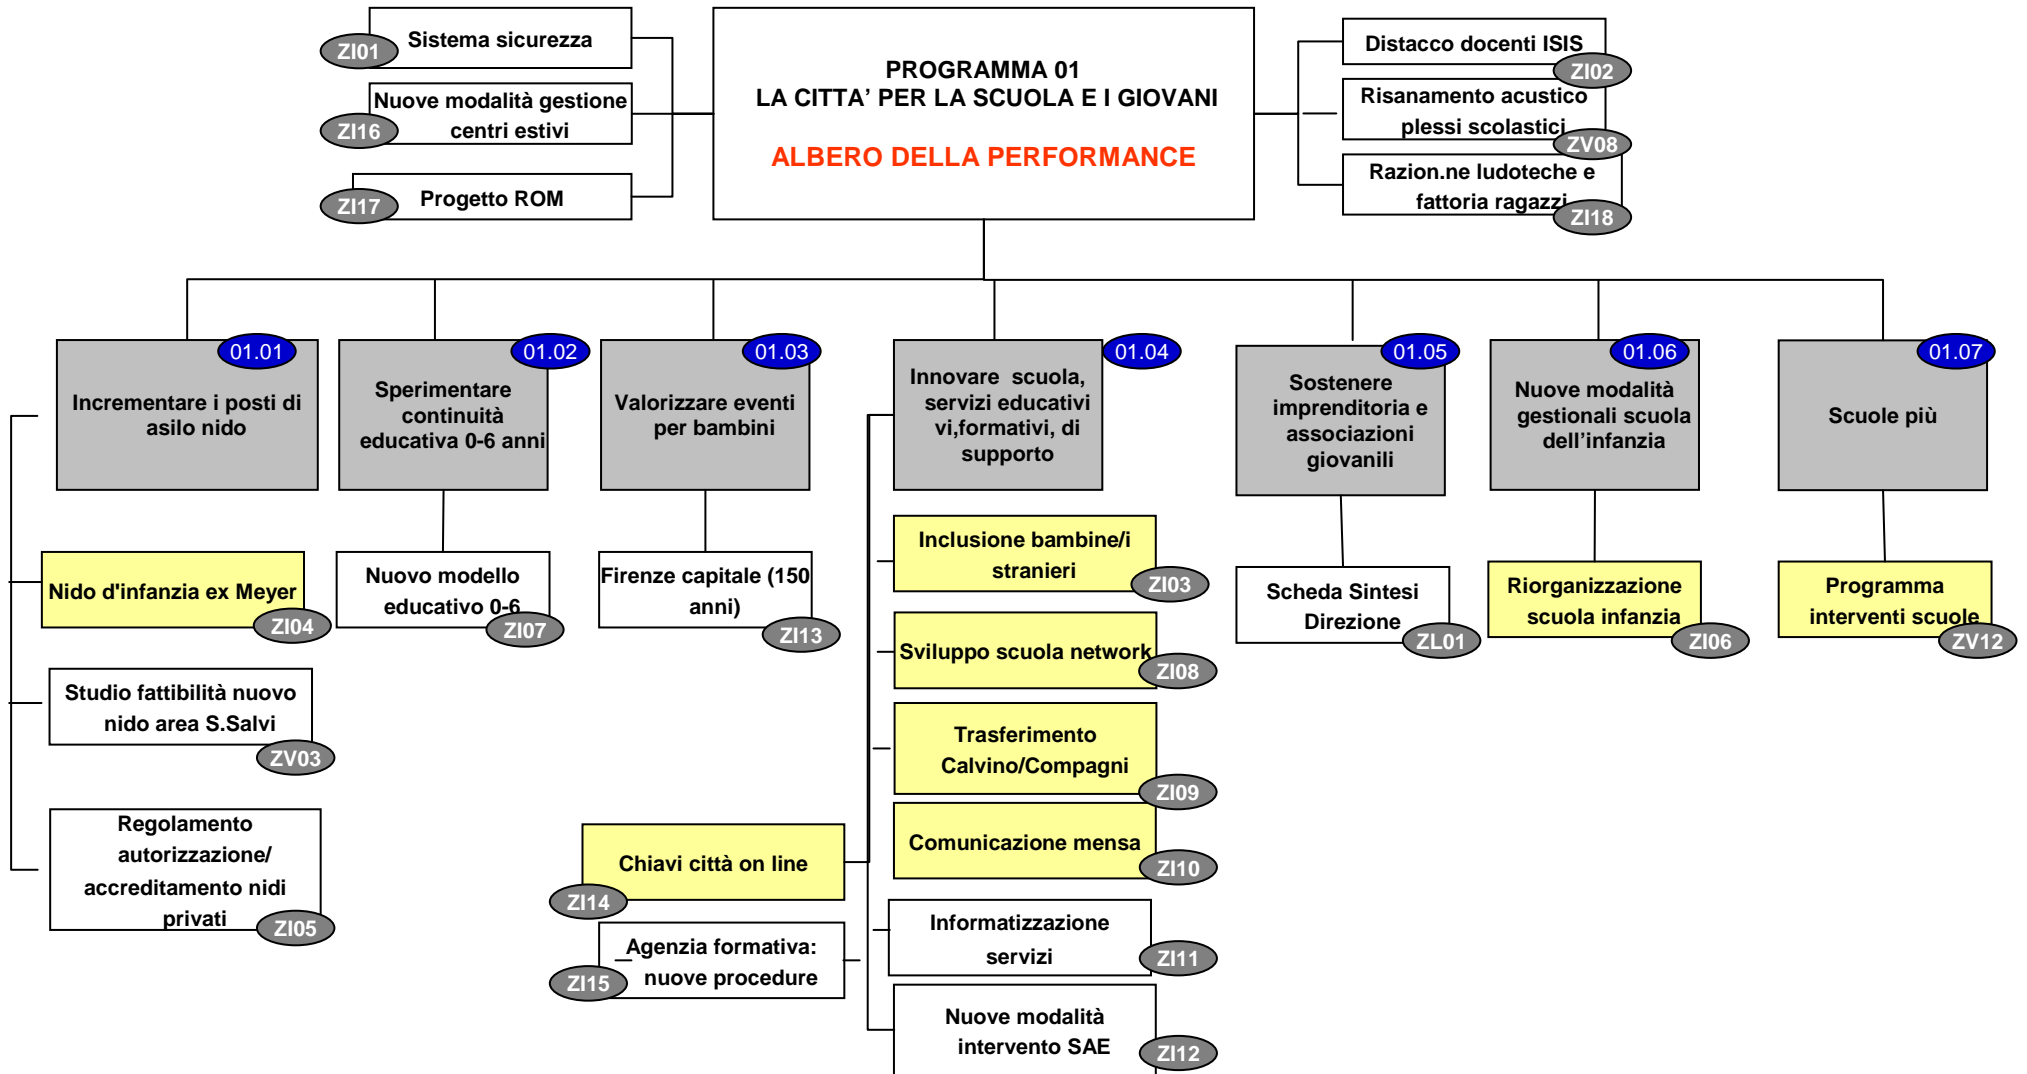 Sistema sicurezza
ZI01
Nuove modalità gestione
centri estivi
ZI16
Progetto ROM
ZI17
PROGRAMMA 01
LA CITTA' PER LA SCUOLA E I GIOVANI
ALBERO DELLA PERFORMANCE
Distacco docenti ISIS
ZI02
Risanamento acustico
plessi scolastici
ZV08
Razion.ne ludoteche e
fattoria ragazzi
ZI18
01.01
Incrementare i posti di
asilo nido
01.02
Sperimentare
continuità
educativa 0-6 anni
01.03
Valorizzare eventi
per bambini
01.04
Innovare scuola,
servizi educativi
vi,formativi, di
supporto
01.05
Sostenere
imprenditoria e
associazioni
giovanili
01.06
Nuove modalità
gestionali scuola
dell'infanzia
01.07
Scuole più
Nido d'infanzia ex Meyer
ZI04
Studio fattibilità nuovo
nido area S.Salvi
ZV03
Regolamento
autorizzazione/
accreditamento nidi
privati
ZI05
Nuovo modello
educativo 0-6
ZI07
Firenze capitale (150
anni)
ZI13
Inclusione bambine/i
stranieri
ZI03
Sviluppo scuola network
ZI08
Trasferimento
Calvino/Compagni
ZI09
Comunicazione mensa
ZI10
Chiavi città on line
ZI14
Agenzia formativa:
nuove procedure
ZI15
Informatizzazione
servizi
ZI11
Nuove modalità
intervento SAE
ZI12
Scheda Sintesi
Direzione
ZL01
Riorganizzazione
scuola infanzia
ZI06
Programma
interventi scuole
ZV12